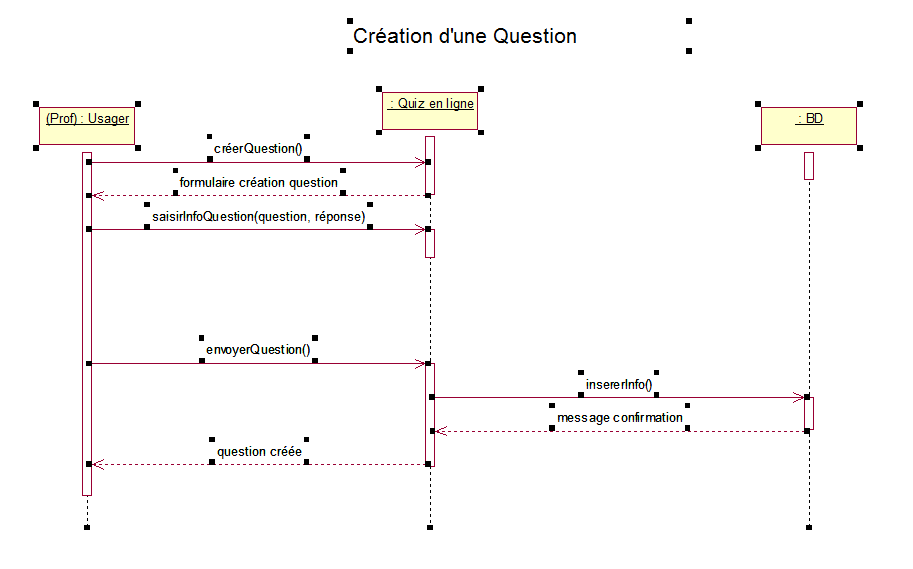 Création d'une Question
(Prof) : Usager
: Quiz en ligne
: BD
créerQuestion()
formulaire création question
saisirInfoQuestion(question, réponse)
envoyerQuestion()
insererInfo()
message confirmation
question créée